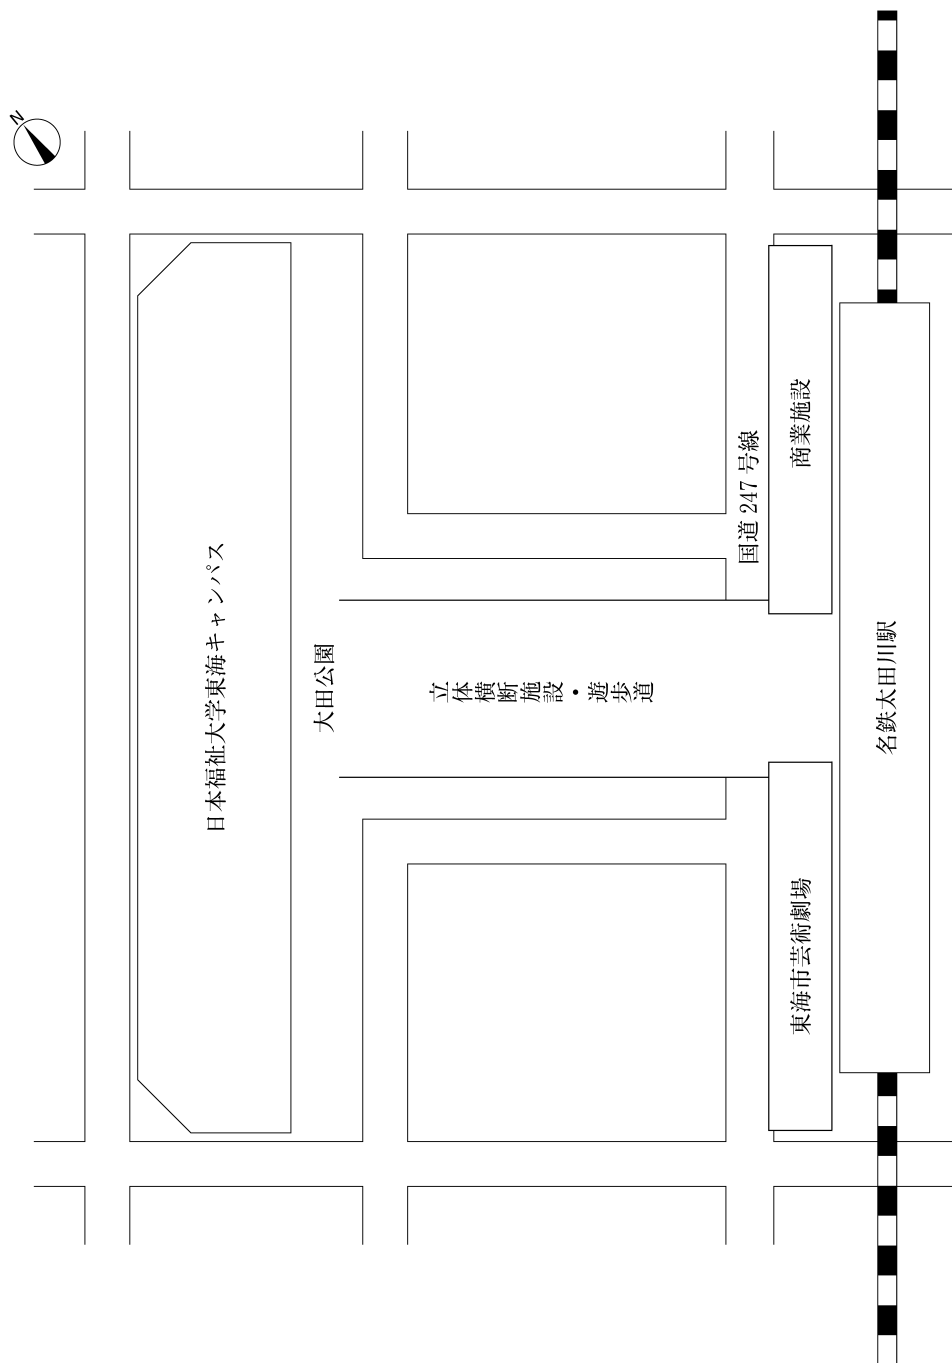 N
日本福祉大学東海キャンパス
大田公園
立体横断施設・遊歩道
国道 247 号線
商業施設
東海市芸術劇場
名鉄太田川駅